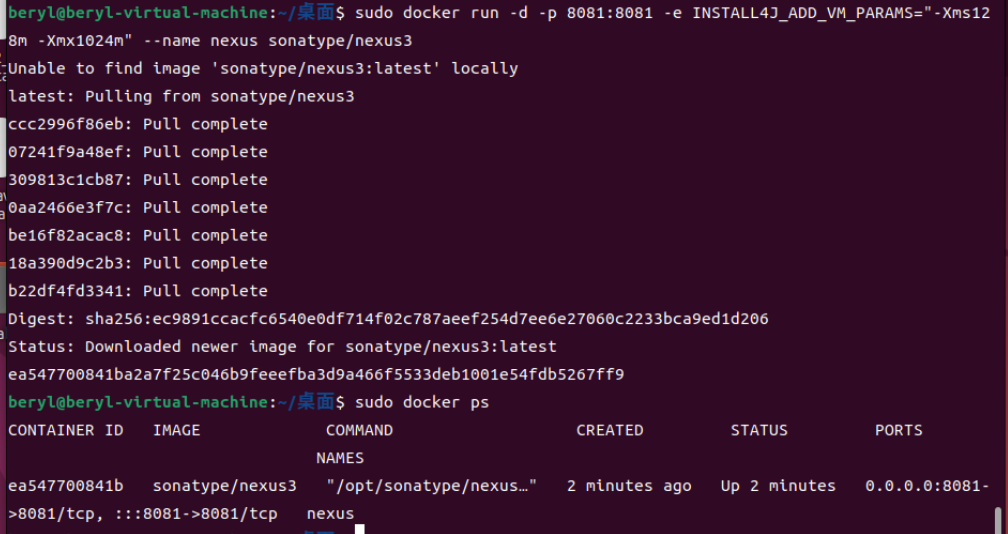 beryl@beryl-virtual-machine:~/桌面$ sudo docker run -d -p 8081:8081 -e INSTALL4J_ADD_VM_PARAMS="-Xms12
8m -Xmx1024m" --name nexus sonatype/nexus3
Unable to find image 'sonatype/nexus3:latest' locally
latest: Pulling from sonatype/nexus3
ccc2996f86eb: Pull complete
07241f9a48ef: Pull complete
309813c1cb87: Pull complete
0aa2466e3f7c: Pull complete
be16f82acac8: Pull complete
18a390d9c2b3: Pull complete
b22df4fd3341: Pull complete
Digest: sha256:ec9891ccacfc6540e0df714f02c787aeef254d7ee6e27060c2233bca9ed1d206
Status: Downloaded newer image for sonatype/nexus3:latest
ea547700841ba2a7f25c046b9feeefba3d9a466f5533deb1001e54fdb5267ff9
beryl@beryl-virtual-machine:~/桌面$ sudo docker ps
CONTAINER ID   IMAGE             COMMAND                  CREATED         STATUS         PORTS
NAMES
ea547700841b   sonatype/nexus3   "/opt/sonatype/nexus…"   2 minutes ago   Up 2 minutes   0.0.0.0:8081-
>8081/tcp, :::8081->8081/tcp   nexus